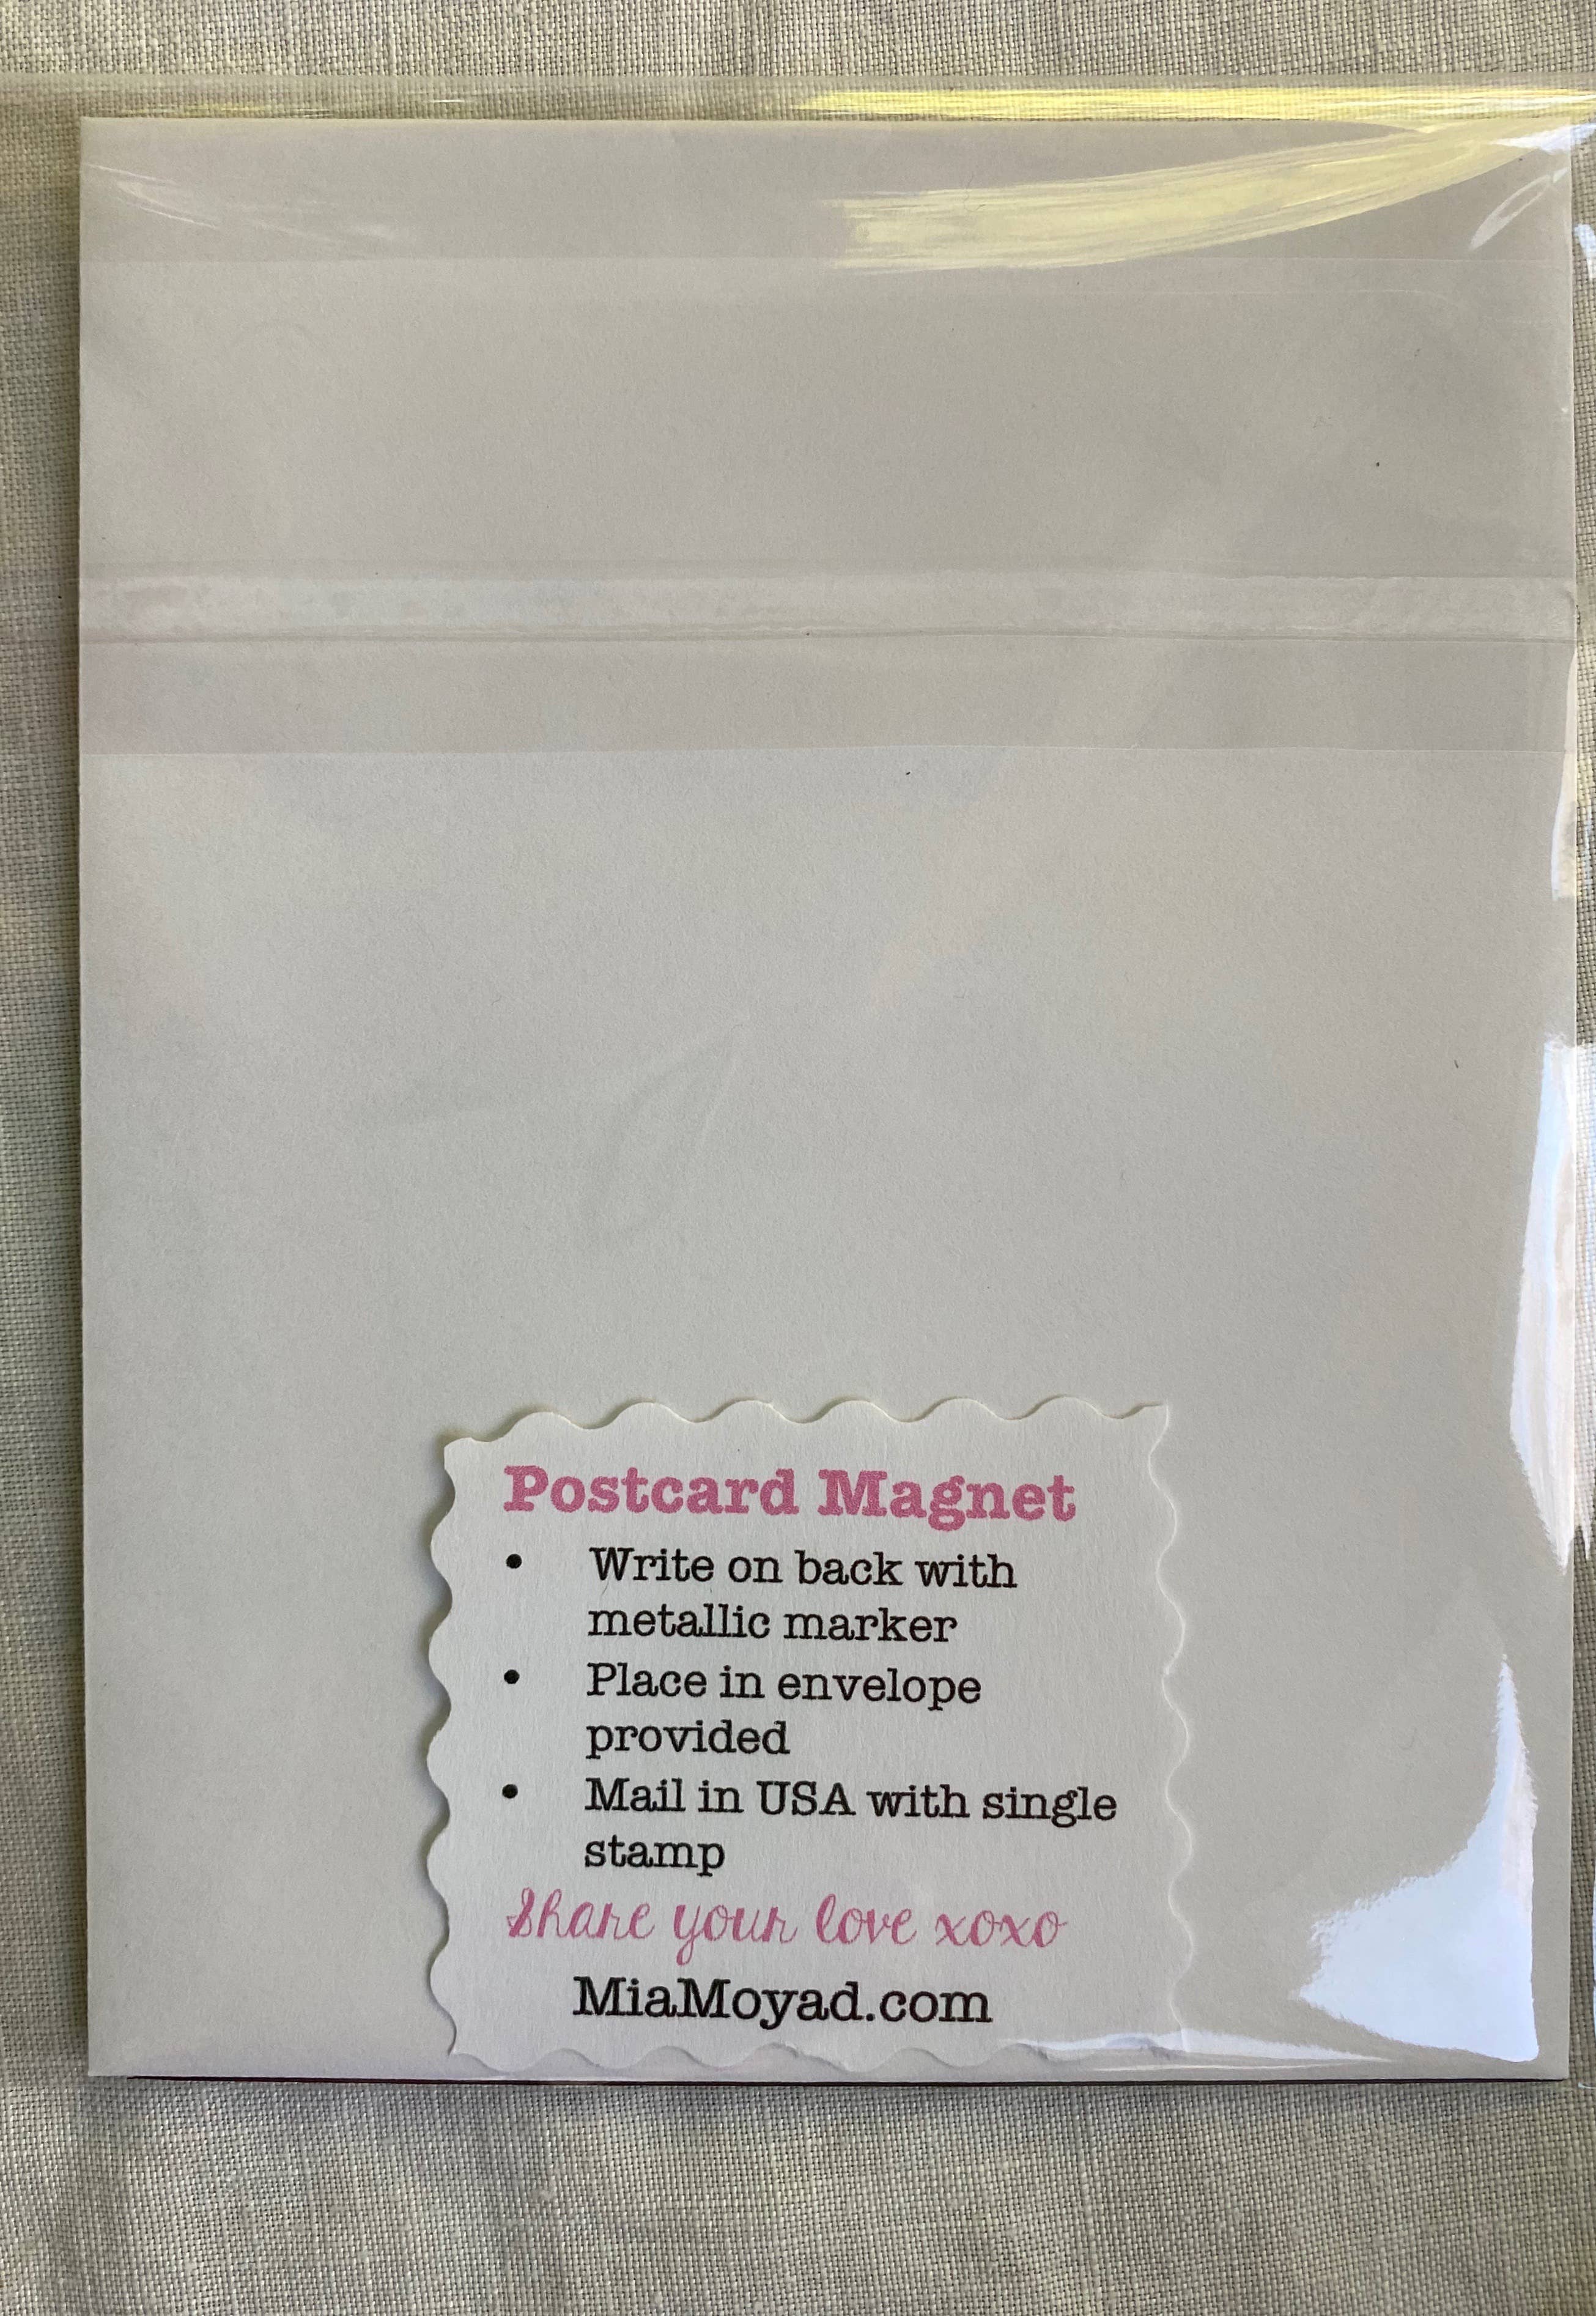 Postcard Magnet
• Write on back with
metallic marker
• Place in envelope
provided
• Mail in USA with single
stamp
Share your love xoxo
MiaMoyad.com